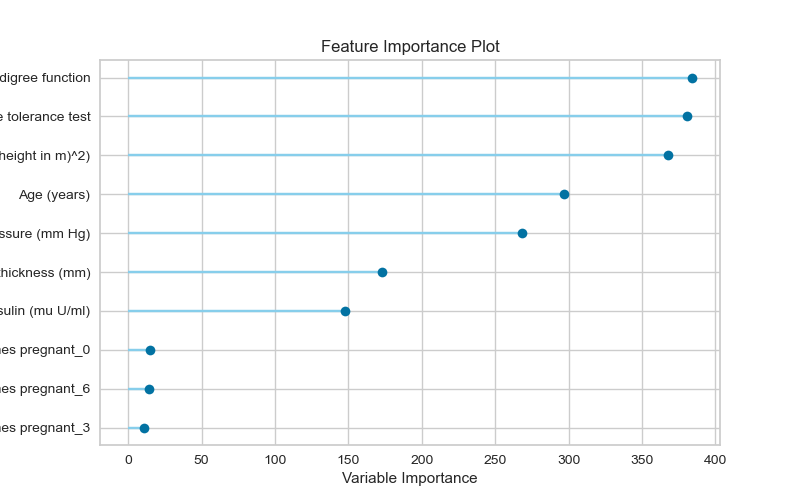 Feature Importance Plot
digree function
e tolerance test
height in m)^2)
Age (years)
ssure (mm Hg)
thickness (mm)
sulin (mu U/ml)
nes pregnant_0
nes pregnant_6
nes pregnant_3
0 50 100 150 200 250 300 350 400
Variable Importance